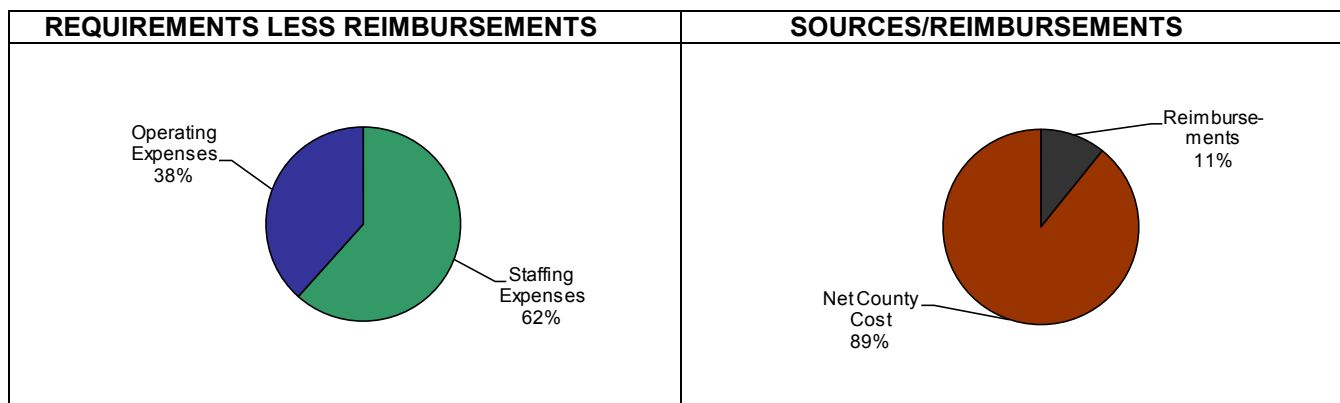 REQUIREMENTS LESS REIMBURSEMENTS
Operating
Expenses
38%
Staffing
Expenses
62%
SOURCES/REIMBURSEMENTS
Reimburse-
ments
11%
Net County
Cost
89%